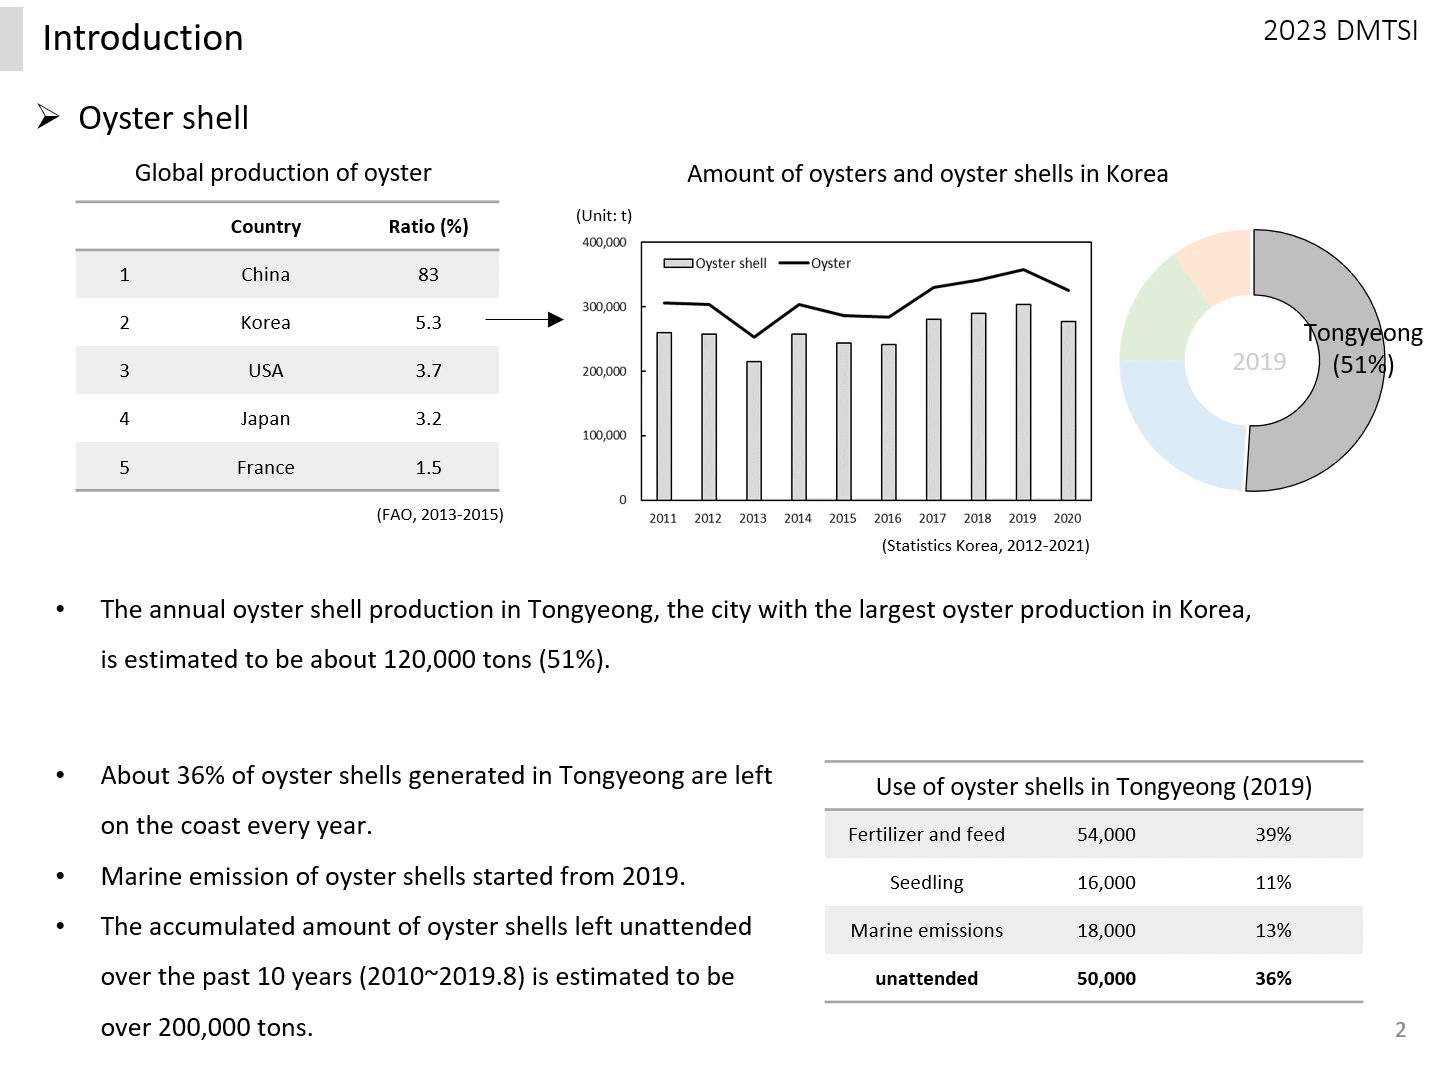 Introduction
2023 DMTSI
Oyster shell
Global production of oyster
Country Ratio (%)
1 China 83
2 Korea 5.3
3 USA 3.7
4 Japan 3.2
5 France 1.5
(FAO, 2013-2015)
Amount of oysters and oyster shells in Korea
(Unit: t)
400,000
300,000
200,000
100,000
0
Oyster shell Oyster
2011 2012 2013 2014 2015 2016 2017 2018 2019 2020
(Statistics Korea, 2012-2021)
2019
Tongyeong
(51%)
• The annual oyster shell production in Tongyeong, the city with the largest oyster production in Korea,
is estimated to be about 120,000 tons (51%).
• About 36% of oyster shells generated in Tongyeong are left
on the coast every year.
• Marine emission of oyster shells started from 2019.
• The accumulated amount of oyster shells left unattended
over the past 10 years (2010~2019.8) is estimated to be
over 200,000 tons.
Use of oyster shells in Tongyeong (2019)
Fertilizer and feed 54,000 39%
Seedling 16,000 11%
Marine emissions 18,000 13%
unattended 50,000 36%
2